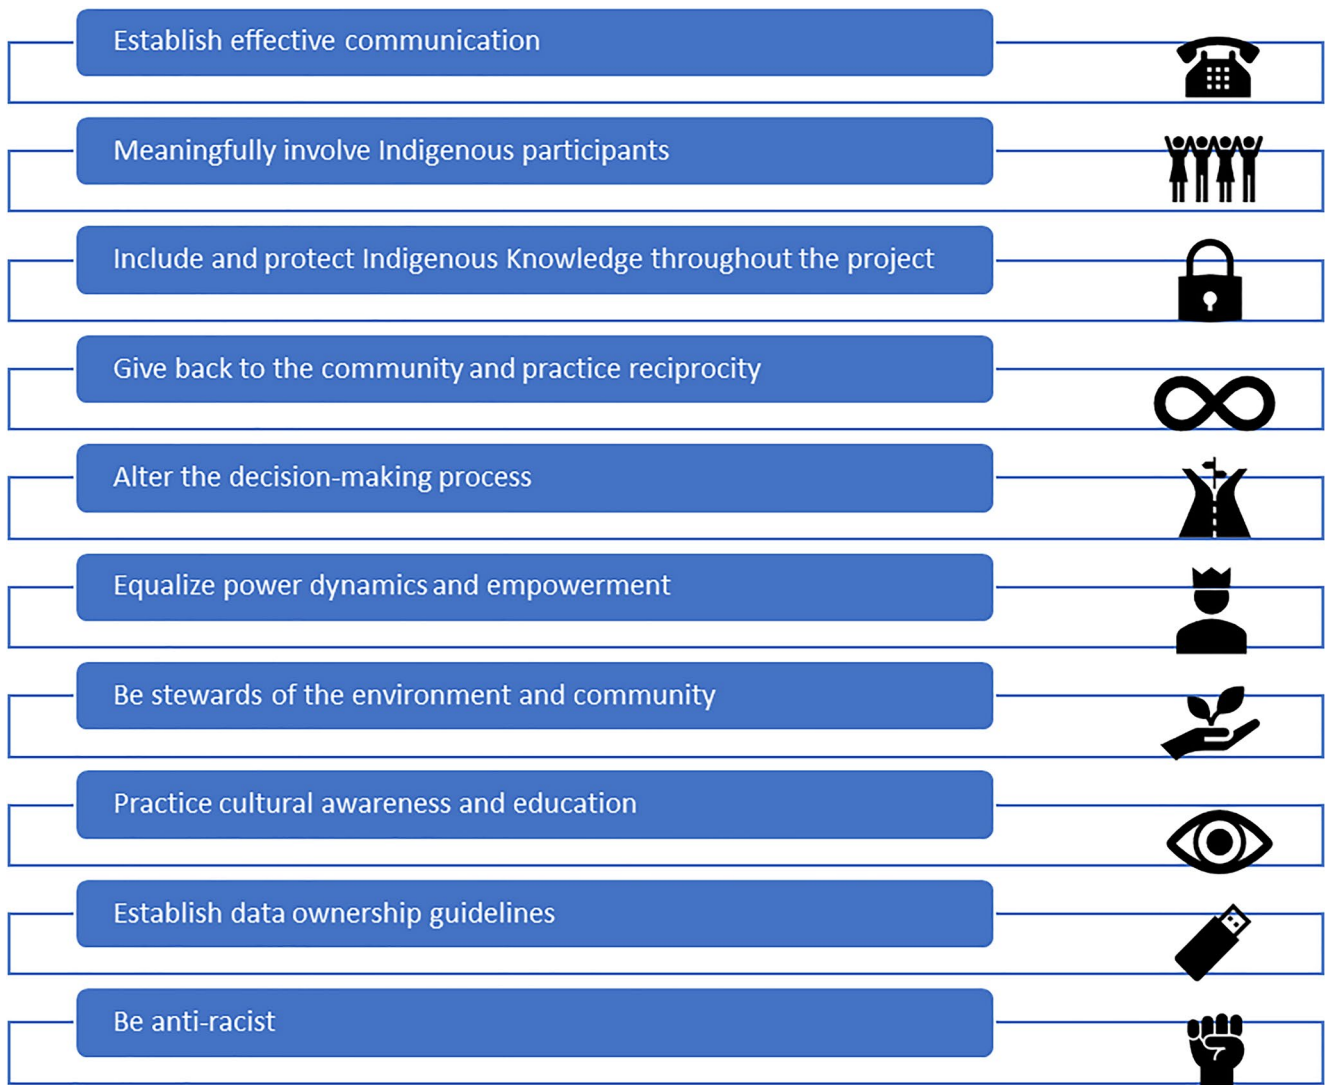 Establish effective communication
Meaningfully involve Indigenous participants
Include and protect Indigenous Knowledge throughout the project
Give back to the community and practice reciprocity
Alter the decision-making process
Equalize power dynamics and empowerment
Be stewards of the environment and community
Practice cultural awareness and education
Establish data ownership guidelines
Be anti-racist